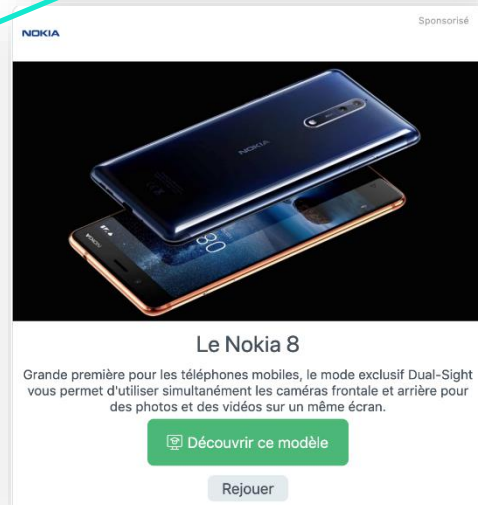 NOKIA
Sponsorisé
NOKIA
NOKIA
Le Nokia 8
Grande première pour les téléphones mobiles, le mode exclusif Dual-Sight
vous permet d'utiliser simultanément les caméras frontale et arrière pour
des photos et des vidéos sur un même écran.
Découvrir ce modèle
Rejouer